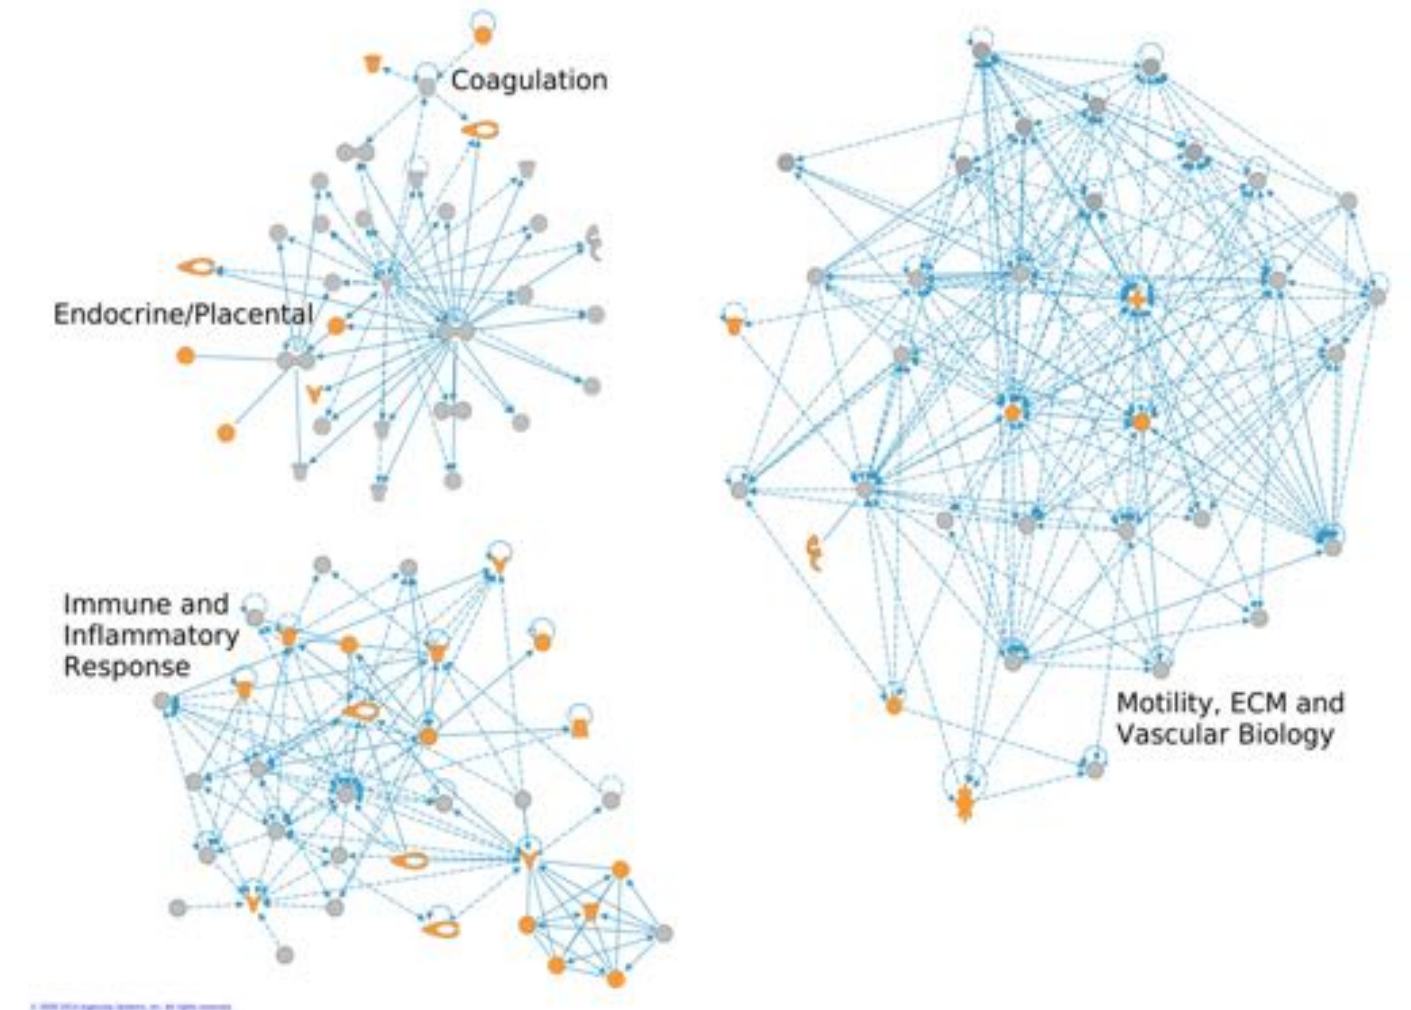 Coagulation
Endocrine/Placental
Immune and
Inflammatory
Response
Motility, ECM and
Vascular Biology